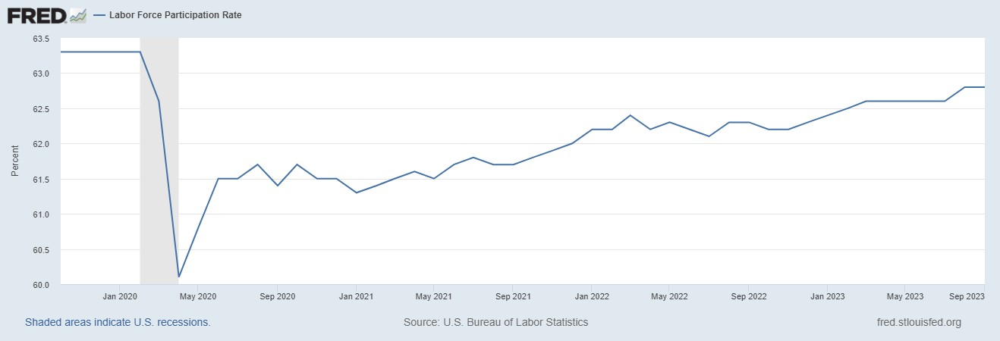 FRED
Labor Force Participation Rate
63.5
63.0
62.5
62.0
61.5
61.0
60.5
60.0
Percent
Jan 2020 May 2020 Sep 2020 Jan 2021 May 2021 Sep 2021 Jan 2022 May 2022 Sep 2022 Jan 2023 May 2023 Sep 2023
Shaded areas indicate U.S. recessions. Source: U.S. Bureau of Labor Statistics fred.stlouisfed.org